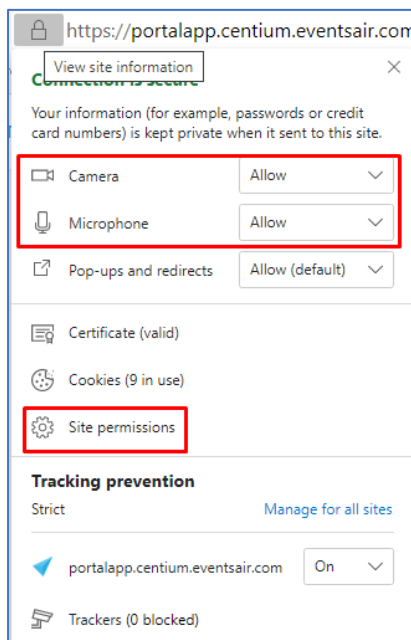 https://portalapp.centium.eventsair.com
View site information
Connection is secure
Your information (for example, passwords or credit
card numbers) is kept private when it sent to this site.
Camera Allow
Microphone Allow
Pop-ups and redirects Allow (default)
Certificate (valid)
Cookies (9 in use)
Site permissions
Tracking prevention
Strict Manage for all sites
portalapp.centium.eventsair.com On
Trackers (0 blocked)